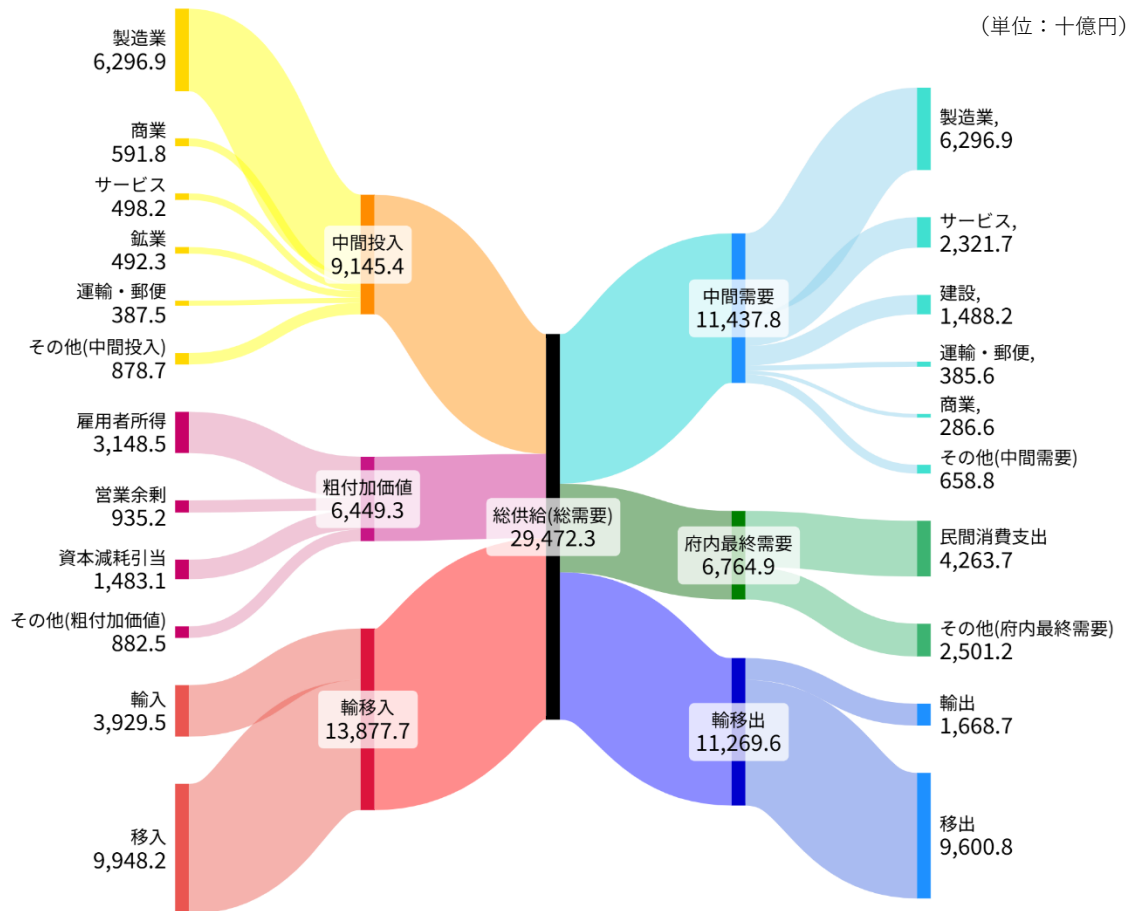 （単位：十億円）
製造業
6,296.9
商業
591.8
サービス
498.2
鉱業
492.3
運輸・郵便
387.5
その他(中間投入)
878.7
雇用者所得
3,148.5
営業余剰
935.2
資本減耗引当
1,483.1
その他(粗付加価値)
882.5
輸入
3,929.5
移入
9,948.2
中間投入
9,145.4
粗付加価値
6,449.3
輸移入
13,877.7
総供給(総需要)
29,472.3
中間需要
11,437.8
府内最終需要
6,764.9
輸移出
11,269.6
製造業,
6,296.9
サービス,
2,321.7
建設,
1,488.2
運輸・郵便,
385.6
商業,
286.6
その他(中間需要)
658.8
民間消費支出
4,263.7
その他(府内最終需要)
2,501.2
輸出
1,668.7
移出
9,600.8